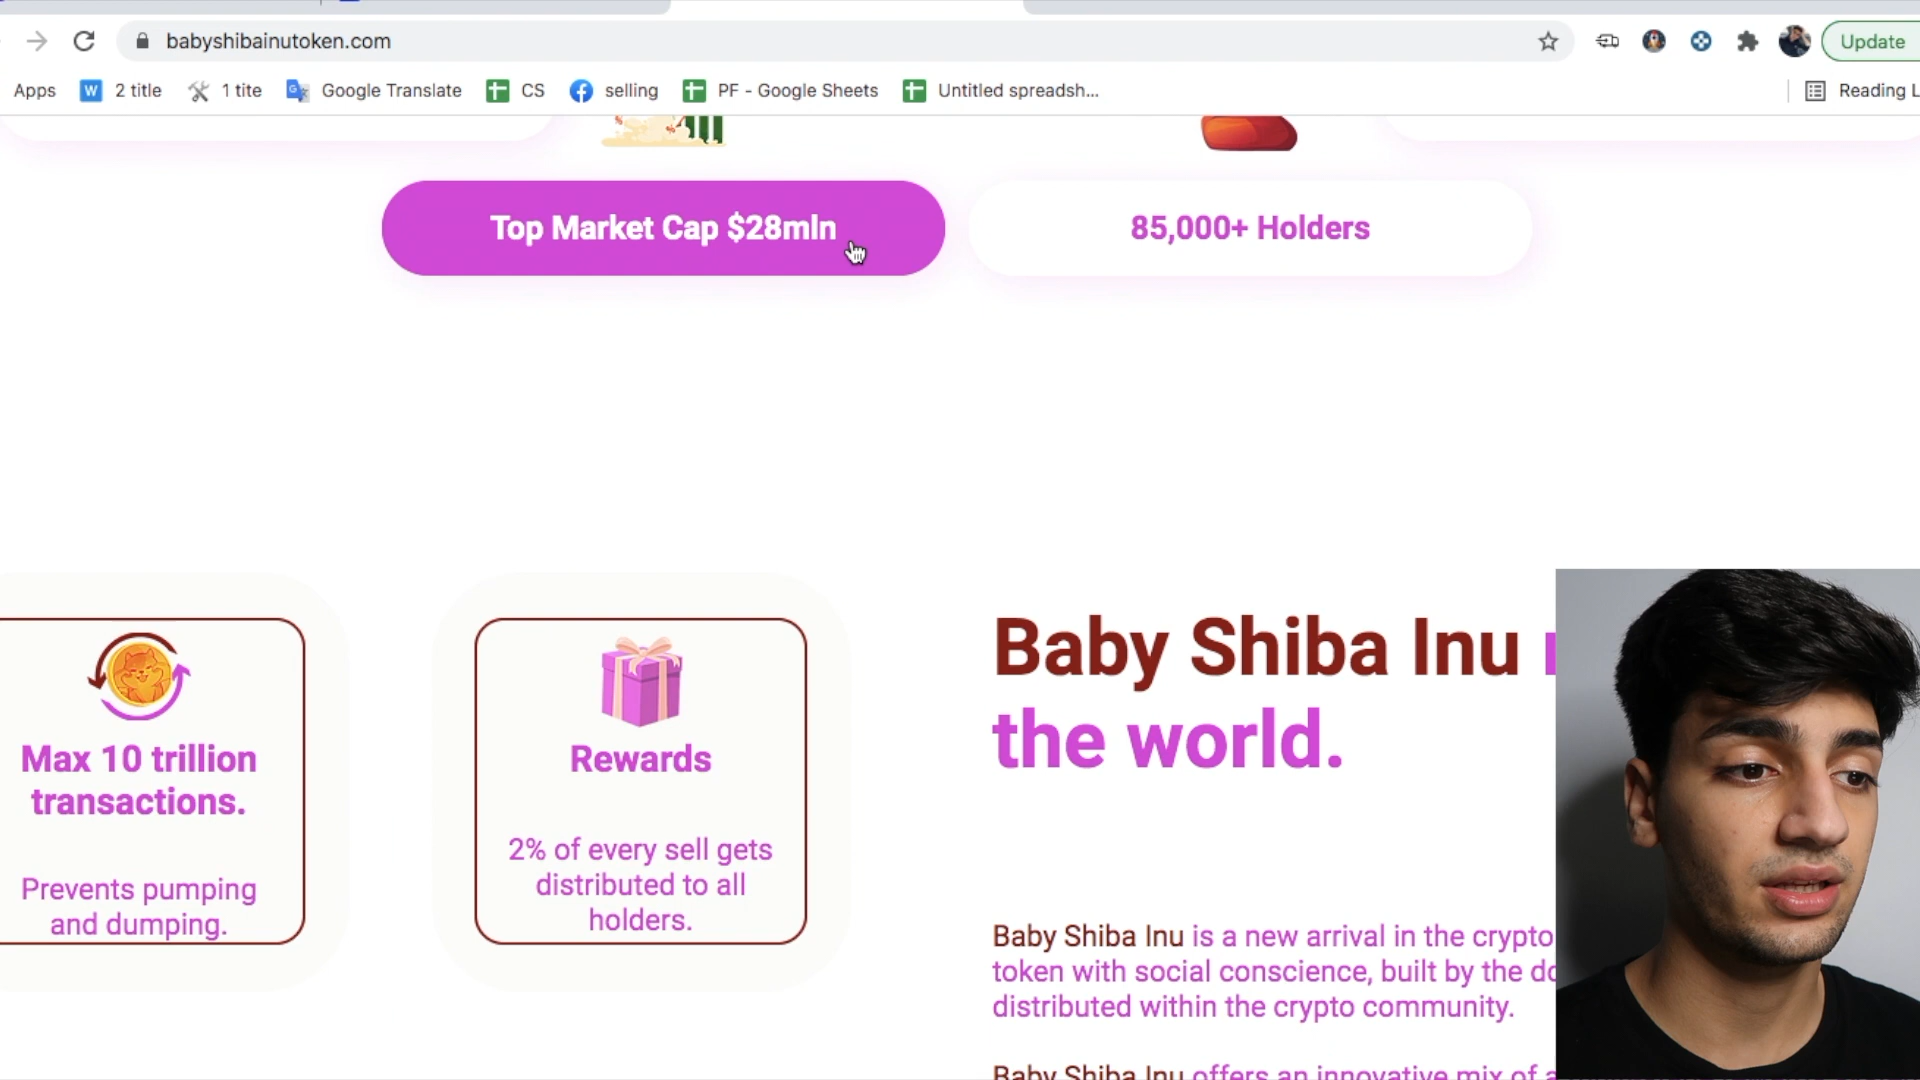 babyshibainutoken.com
Update
Apps
2 title
1 tite
Google Translate
CS
selling
PF - Google Sheets
Untitled spreadsh...
Reading L
Top Market Cap $28mln
85,000+ Holders
Max 10 trillion
transactions.
Prevents pumping
and dumping.
Rewards
2% of every sell gets
distributed to all
holders.
Baby Shiba Inu
the world.
Baby Shiba Inu is a new arrival in the crypto
token with social conscience, built by the
distributed within the crypto community.
Baby Shiba Inu offers an innovative mix of